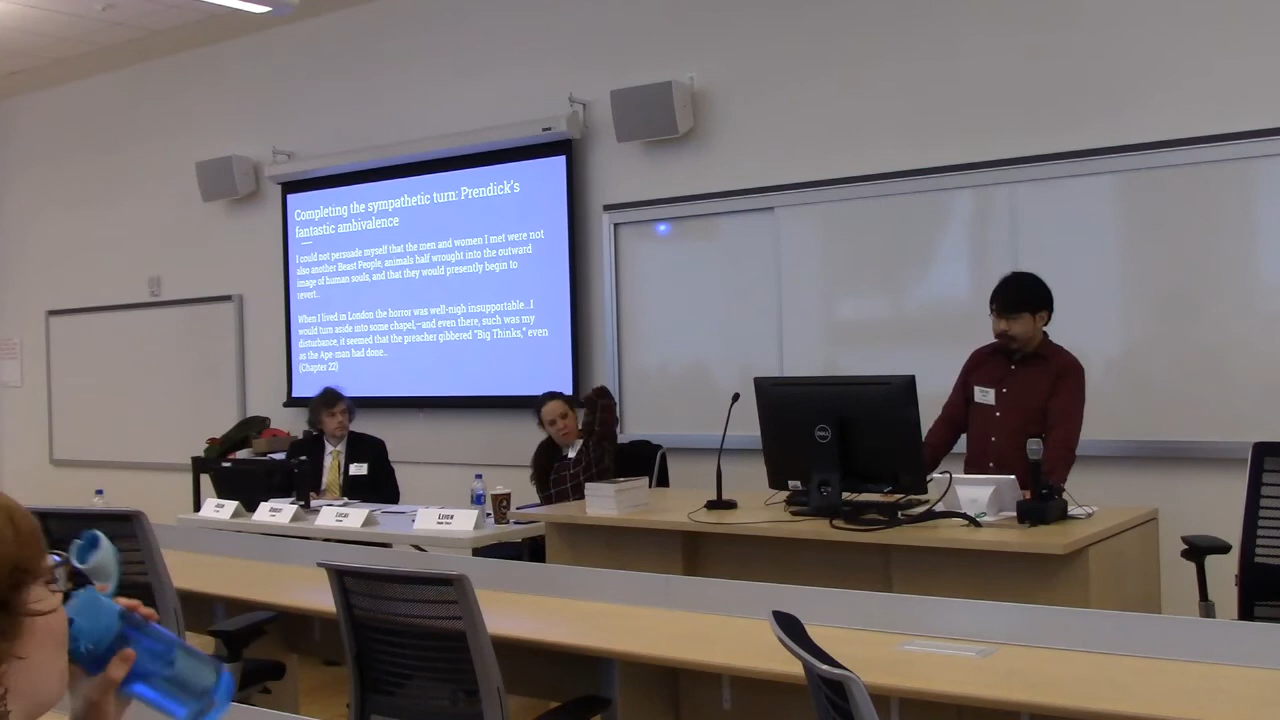 Completing the sympathetic turn: Prendick's
fantastic ambivalence
I could not persuade myself that the men and women I met were not
also another Beast People, animals half wrought into the outward
image of human souls, and that they would presently begin to
revert...
When I lived in London the horror was well-nigh insupportable...I
would turn aside into some chapel,—and even there, such was my
disturbance, it seemed that the preacher gibbered "Big Thinks," even
as the Ape-man had done...
(Chapter 22)
Lucas
DELL